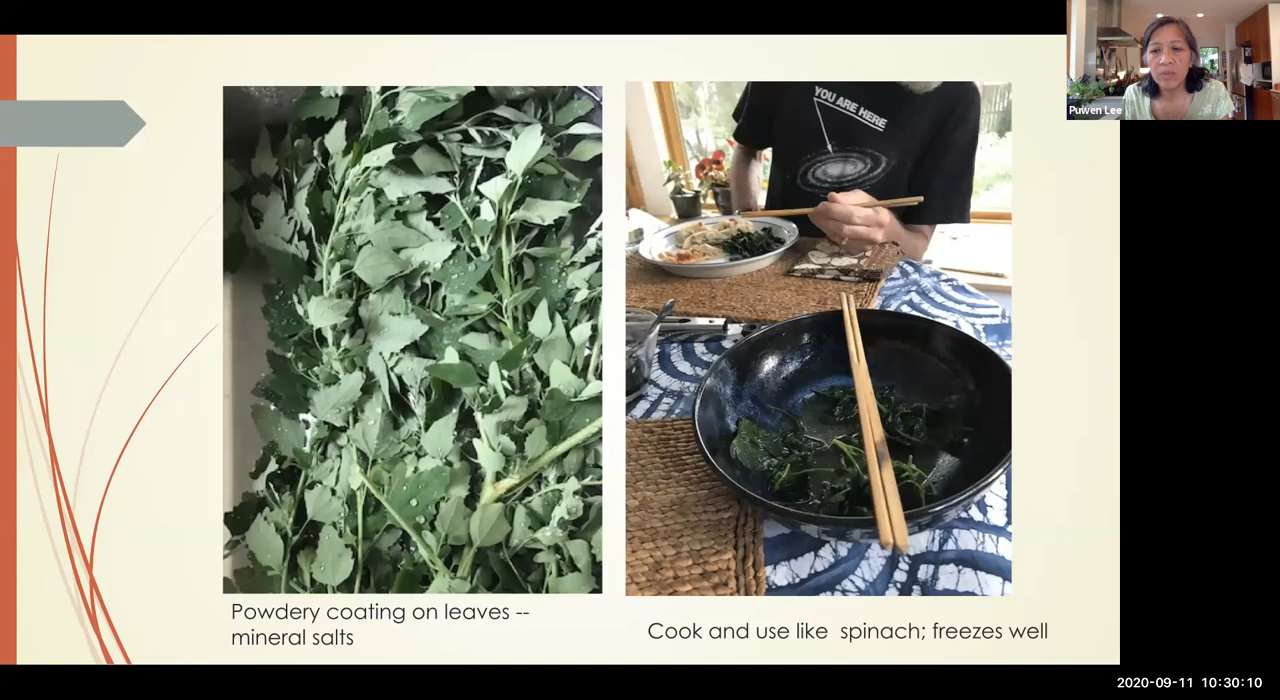 YOU ARE HERE
Puwen Lee
Powdery coating on leaves --
mineral salts
Cook and use like  spinach; freezes well
2020-09-11 10:30:10